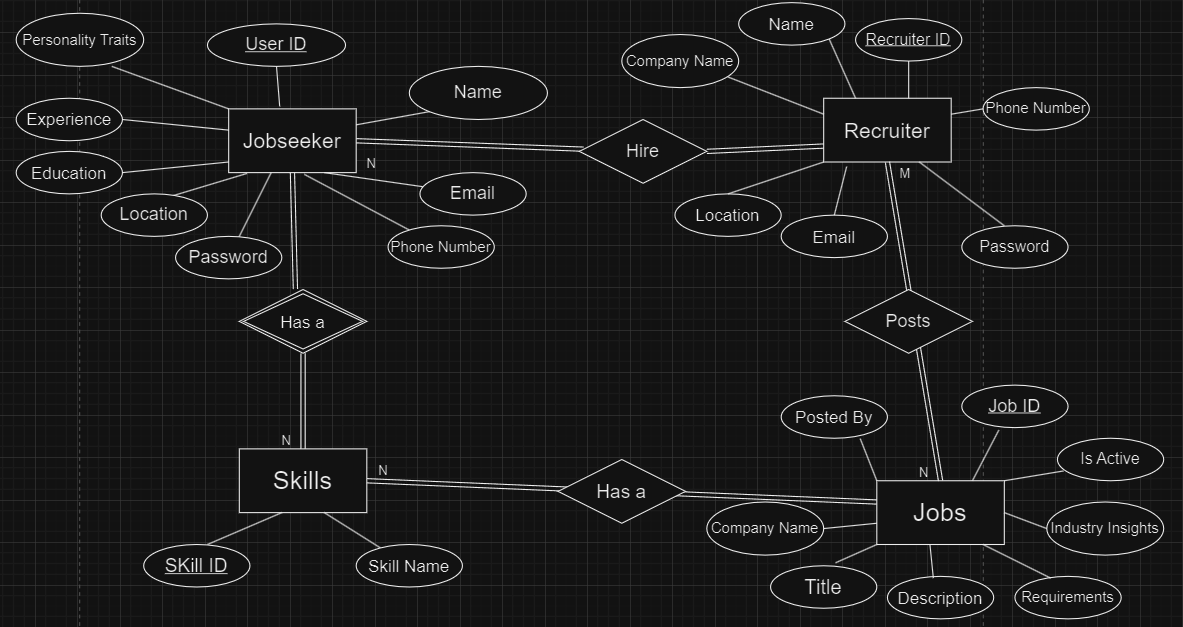 Name
Personality Traits
User ID
Recruiter ID
Company Name
Name
Phone Number
Experience
Jobseeker
Recruiter
Hire
N
M
Education
Email
Location
Location
Email
Phone Number
Password
Password
Has a
Posts
Job ID
Posted By
N
Is Active
N
N
Skills
Has a
Jobs
Company Name
Industry Insights
SKill ID
Skill Name
Title
Description
Requirements